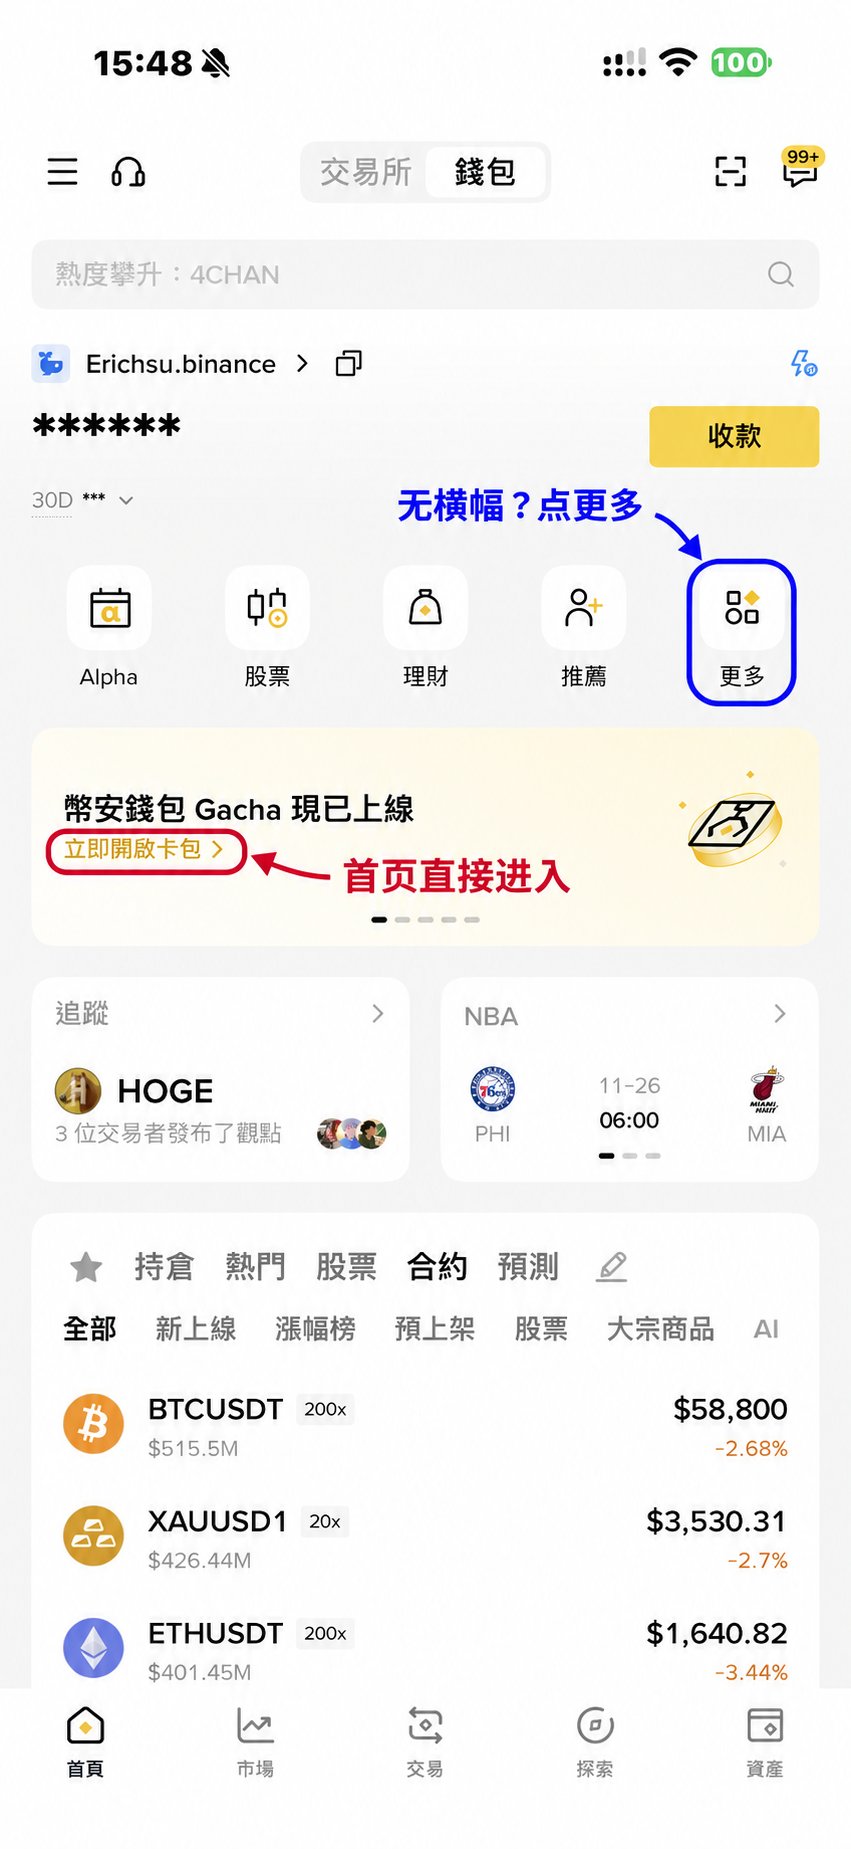 15:48
100
交易所 錢包
99+
熱度攀升：4CHAN
Erichsu.binance
******
收款
30D ***
无横幅？点更多
Alpha 股票 理財 推薦 更多
幣安錢包 Gacha 現已上線
立即開啟卡包
首页直接进入
追蹤
HOGE
3 位交易者發布了觀點
NBA
76ers
MIAMI HEAT
11-26
06:00
PHI MIA
持倉 熱門 股票 合約 預測
全部 新上線 漲幅榜 預上架 股票 大宗商品 AI
BTCUSDT 200x $58,800
$515.5M -2.68%
XAUUSD1 20x $3,530.31
$426.44M -2.7%
ETHUSDT 200x $1,640.82
$401.45M -3.44%
首頁 市場 交易 探索 資產